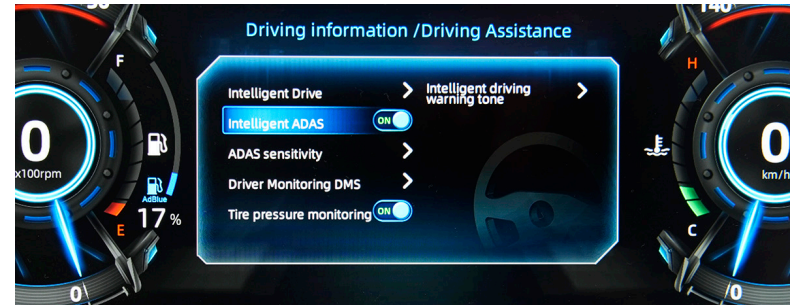 Driving information /Driving Assistance
140
F
H
Intelligent Drive
Intelligent driving
warning tone
Intelligent ADAS
ON
0
x100rpm
0
km/h
ADAS sensitivity
Driver Monitoring DMS
AdBlue
17 %
Tire pressure monitoring
ON
E
C
0
0